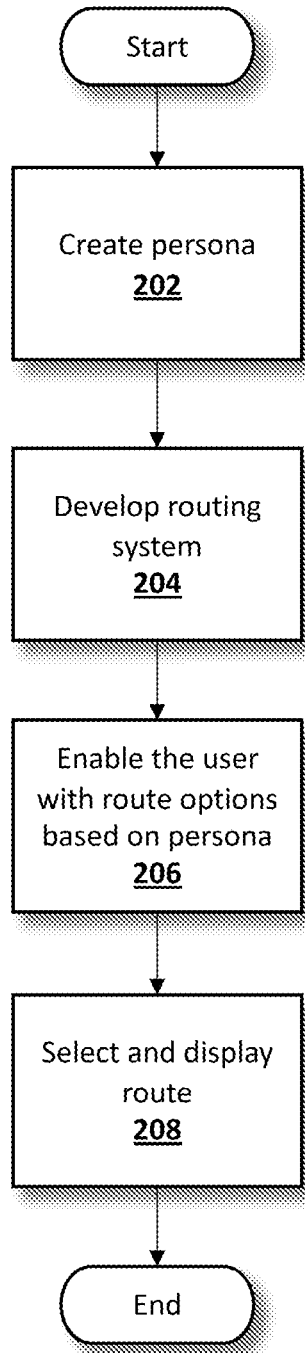 Start
Create persona
202
Develop routing
system
204
Enable the user
with route options
based on persona
206
Select and display
route
208
End